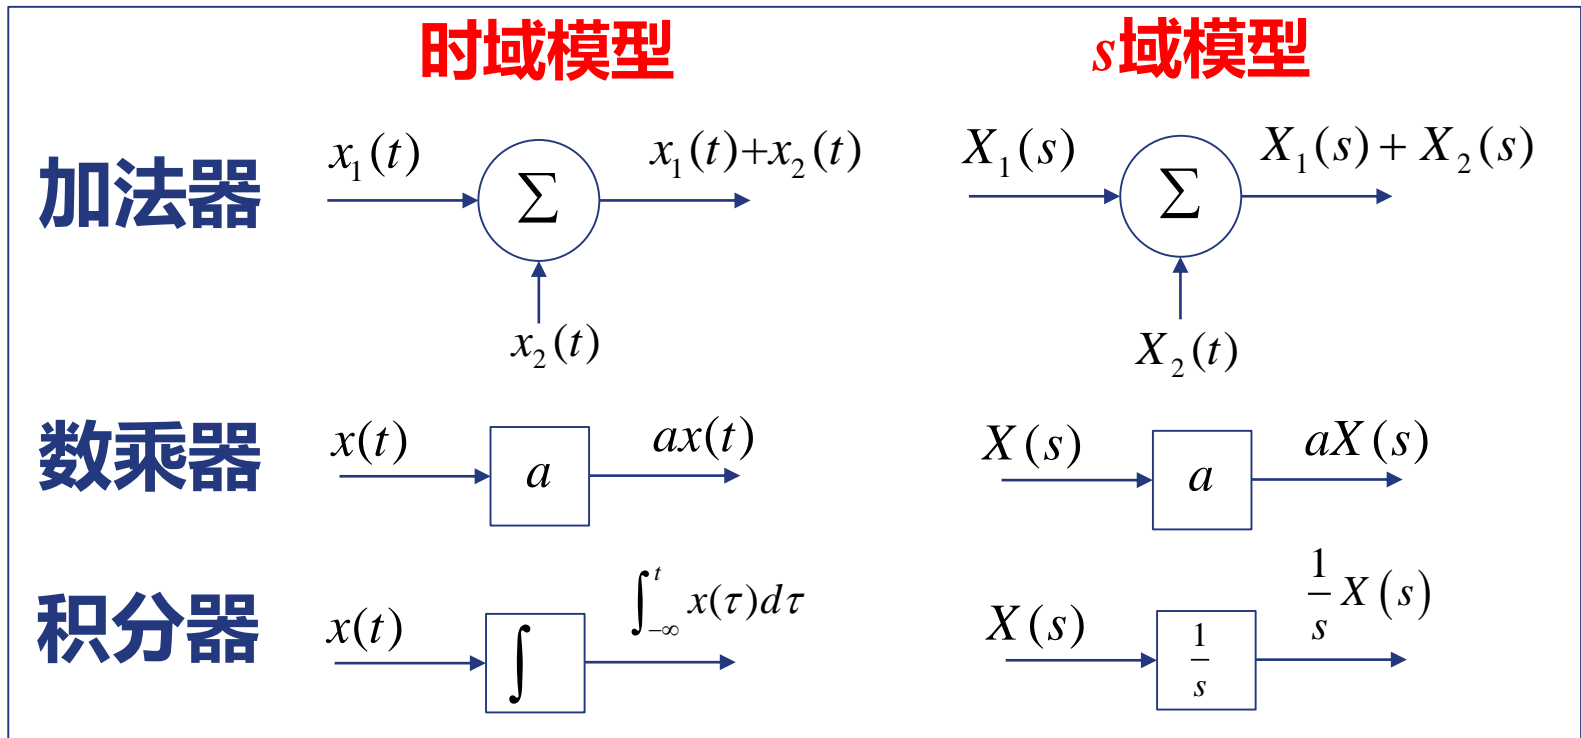 时域模型 s域模型
加法器 x₁(t) ∑ x₁(t)+x₂(t) X₁(s) ∑ X₁(s) + X₂(s)
x₂(t) X₂(t)
数乘器 x(t) a ax(t) X(s) a aX(s)
积分器 x(t) ∫ ∫_{-∞}^{t} x(τ)dτ X(s) 1/s 1/s X(s)